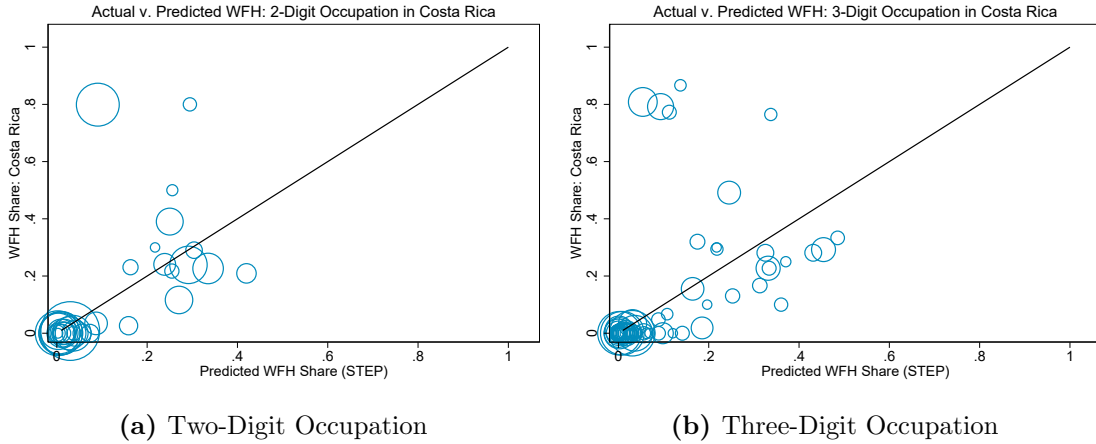 Actual v. Predicted WFH: 2-Digit Occupation in Costa Rica
WFH Share: Costa Rica
1
.8
.6
.4
.2
0
0 .2 .4 .6 .8 1
Predicted WFH Share (STEP)
(a) Two-Digit Occupation
Actual v. Predicted WFH: 3-Digit Occupation in Costa Rica
WFH Share: Costa Rica
1
.8
.6
.4
.2
0
0 .2 .4 .6 .8 1
Predicted WFH Share (STEP)
(b) Three-Digit Occupation